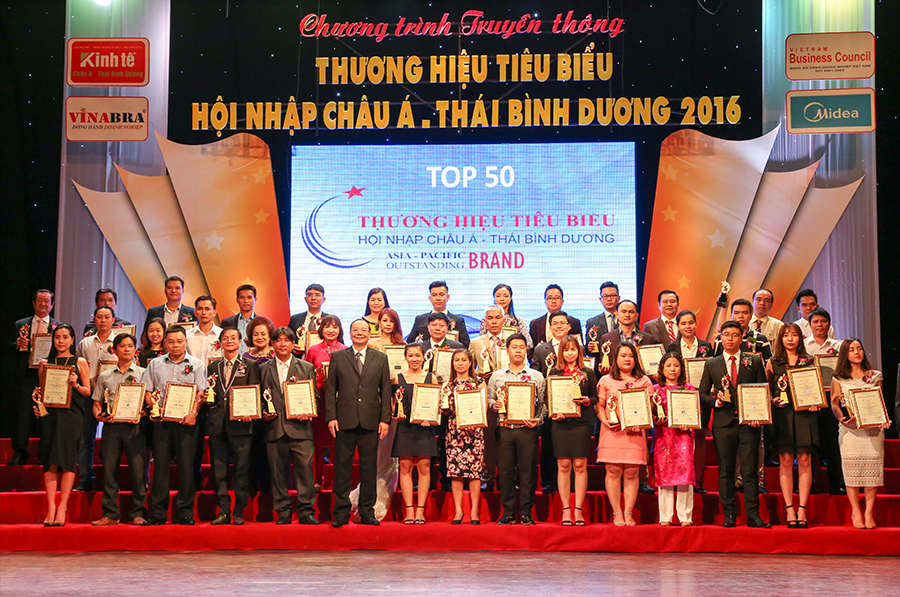 Chương trình Truyền thông
THƯƠNG HIỆU TIÊU BIỂU
HỘI NHẬP CHÂU Á . THÁI BÌNH DƯƠNG 2016
Kinh tế
Châu Á Thái Bình Dương
VINABRA
ĐỒNG HÀNH DOANH NGHIỆP
VIETNAM
Business Council
Midea
TOP 50
THƯƠNG HIỆU TIÊU BIỂU
HỘI NHẬP CHÂU Á - THÁI BÌNH DƯƠNG
ASIA - PACIFIC
OUTSTANDING BRAND